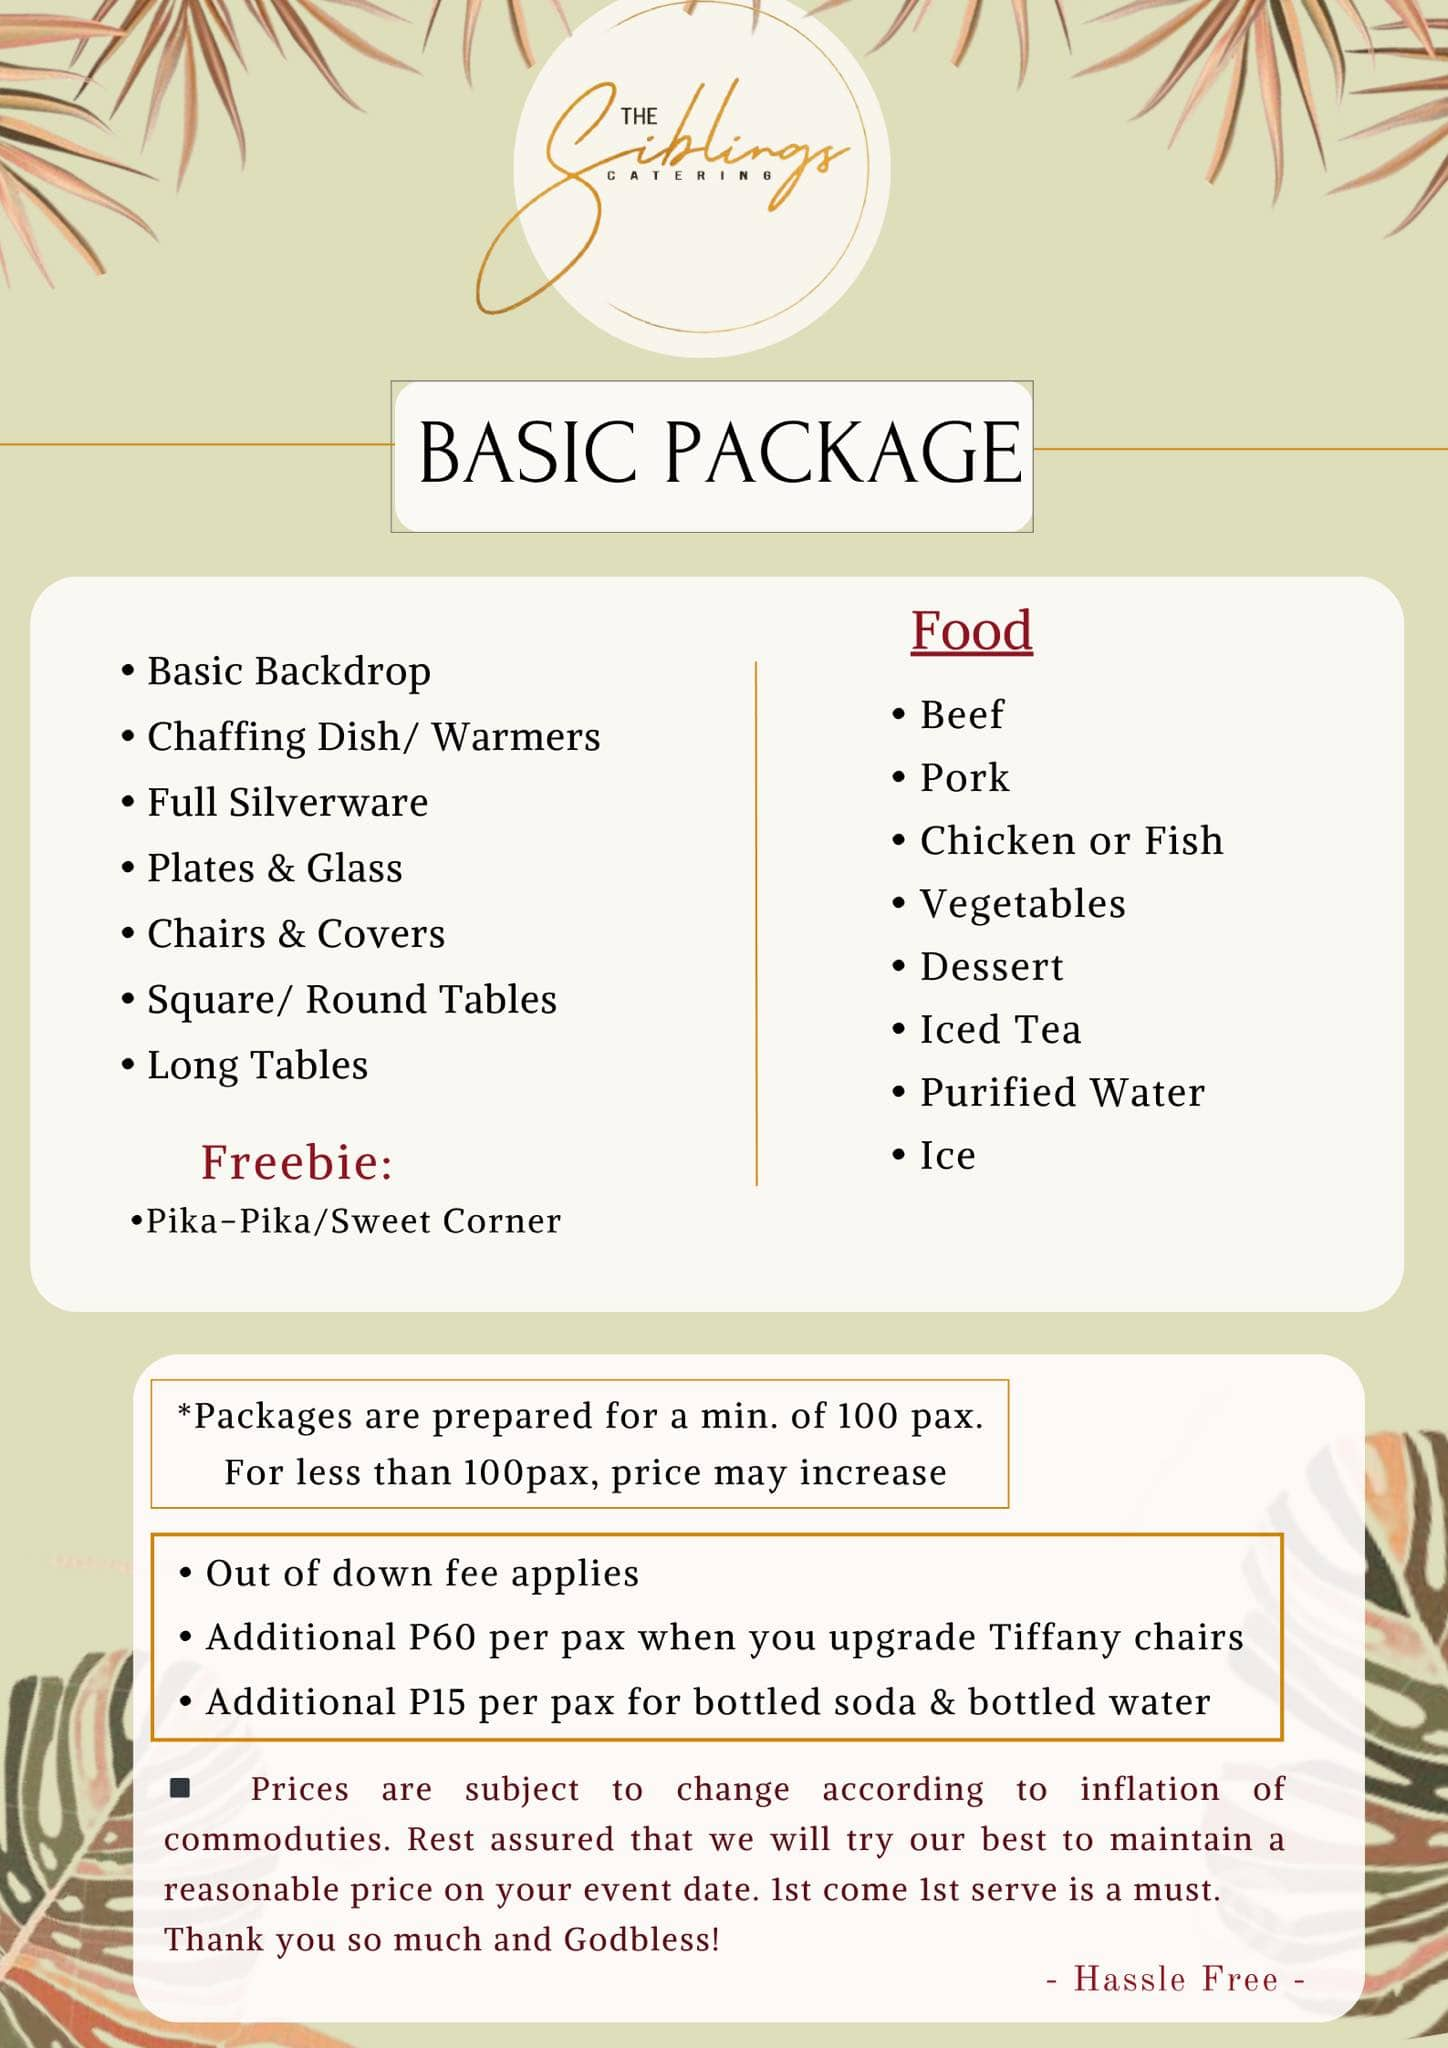 THE
Siblings
CATERING
BASIC PACKAGE
• Basic Backdrop
• Chaffing Dish/ Warmers
• Full Silverware
• Plates & Glass
• Chairs & Covers
• Square/ Round Tables
• Long Tables
Freebie:
•Pika-Pika/Sweet Corner
Food
• Beef
• Pork
• Chicken or Fish
• Vegetables
• Dessert
• Iced Tea
• Purified Water
• Ice
*Packages are prepared for a min. of 100 pax.
For less than 100pax, price may increase
• Out of down fee applies
• Additional P60 per pax when you upgrade Tiffany chairs
• Additional P15 per pax for bottled soda & bottled water
▪ Prices are subject to change according to inflation of
commoduties. Rest assured that we will try our best to maintain a
reasonable price on your event date. 1st come 1st serve is a must.
Thank you so much and Godbless!
- Hassle Free -